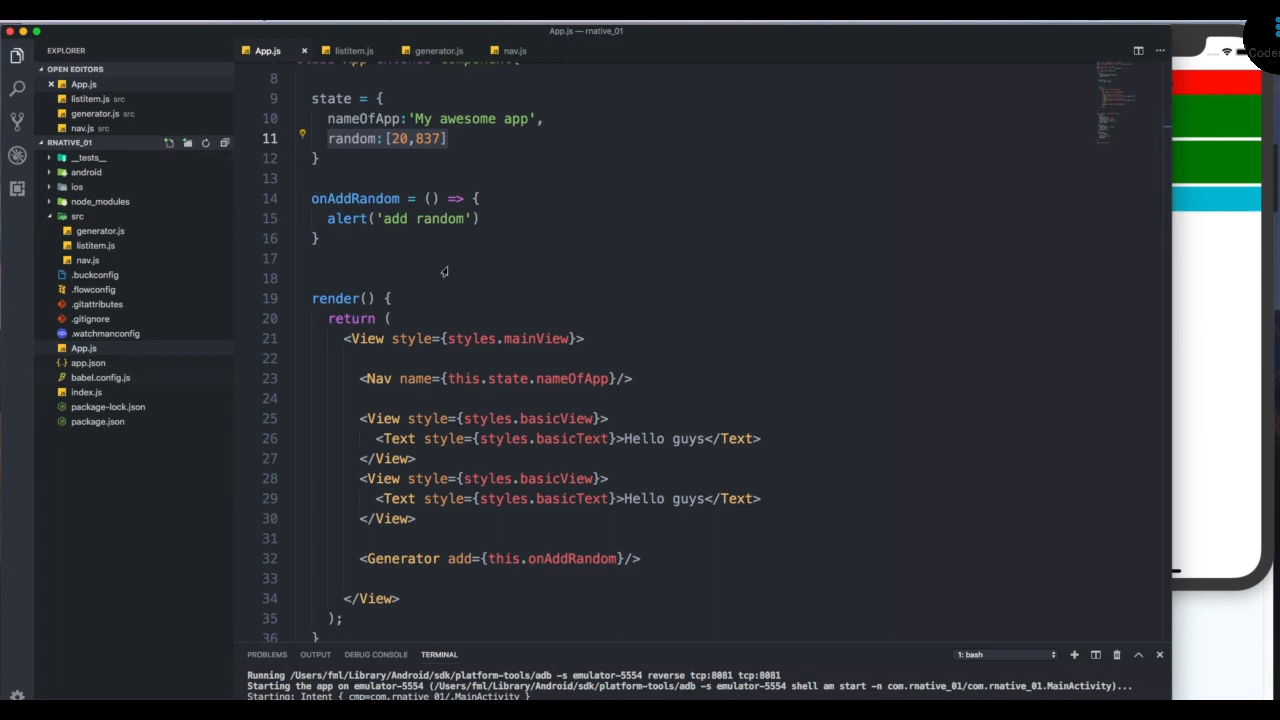 App.js — rnative_01
EXPLORER
OPEN EDITORS
App.js
listitem.js src
generator.js src
nav.js src
RNATIVE_01
__tests__
android
ios
node_modules
src
generator.js
listitem.js
nav.js
.buckconfig
.flowconfig
.gitattributes
.gitignore
.watchmanconfig
App.js
app.json
babel.config.js
index.js
package-lock.json
package.json
App.js listitem.js generator.js nav.js
8
9 state = {
10 nameOfApp:'My awesome app',
11 random:[20,837]
12 }
13
14 onAddRandom = () => {
15 alert('add random')
16 }
17
18
19 render() {
20 return (
21 <View style={styles.mainView}>
22
23 <Nav name={this.state.nameOfApp}/>
24
25 <View style={styles.basicView}>
26 <Text style={styles.basicText}>Hello guys</Text>
27 </View>
28 <View style={styles.basicView}>
29 <Text style={styles.basicText}>Hello guys</Text>
30 </View>
31
32 <Generator add={this.onAddRandom}/>
33
34 </View>
35 );
36 }
PROBLEMS OUTPUT DEBUG CONSOLE TERMINAL 1: bash
Running /Users/fml/Library/Android/sdk/platform-tools/adb -s emulator-5554 reverse tcp:8081 tcp:8081
Starting the app on emulator-5554 (/Users/fml/Library/Android/sdk/platform-tools/adb -s emulator-5554 shell am start -n com.rnative_01/com.rnative_01.MainActivity)...
Starting: Intent { cmp=com.rnative_01/.MainActivity }